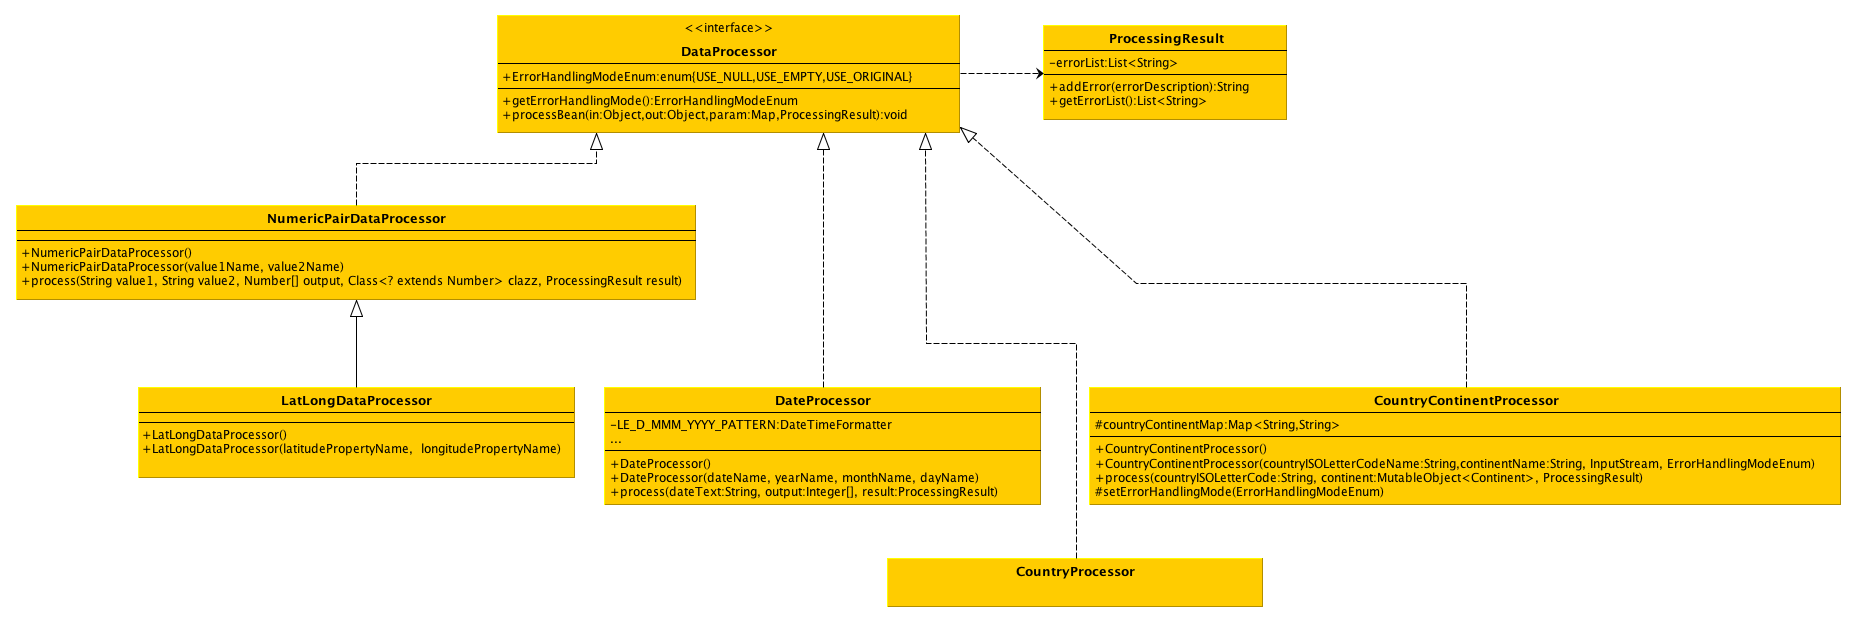 <<interface>>
DataProcessor
+ErrorHandlingModeEnum:enum{USE_NULL,USE_EMPTY,USE_ORIGINAL}
+getErrorHandlingMode():ErrorHandlingModeEnum
+processBean(in:Object,out:Object,param:Map,ProcessingResult):void
ProcessingResult
-errorList:List<String>
+addError(errorDescription):String
+getErrorList():List<String>
NumericPairDataProcessor
+NumericPairDataProcessor()
+NumericPairDataProcessor(value1Name, value2Name)
+process(String value1, String value2, Number[] output, Class<? extends Number> clazz, ProcessingResult result)
LatLongDataProcessor
+LatLongDataProcessor()
+LatLongDataProcessor(latitudePropertyName,  longitudePropertyName)
DateProcessor
-LE_D_MMM_YYYY_PATTERN:DateTimeFormatter
...
+DateProcessor()
+DateProcessor(dateName, yearName, monthName, dayName)
+process(dateText:String, output:Integer[], result:ProcessingResult)
CountryContinentProcessor
#countryContinentMap:Map<String,String>
+CountryContinentProcessor()
+CountryContinentProcessor(countryISOLetterCodeName:String,continentName:String, InputStream, ErrorHandlingModeEnum)
+process(countryISOLetterCode:String, continent:MutableObject<Continent>, ProcessingResult)
#setErrorHandlingMode(ErrorHandlingModeEnum)
CountryProcessor